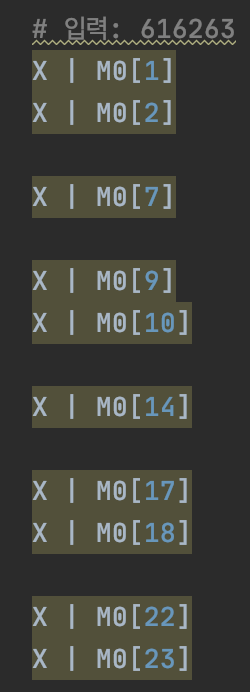 # 입력: 616263
X | M0[1]
X | M0[2]
X | M0[7]
X | M0[9]
X | M0[10]
X | M0[14]
X | M0[17]
X | M0[18]
X | M0[22]
X | M0[23]